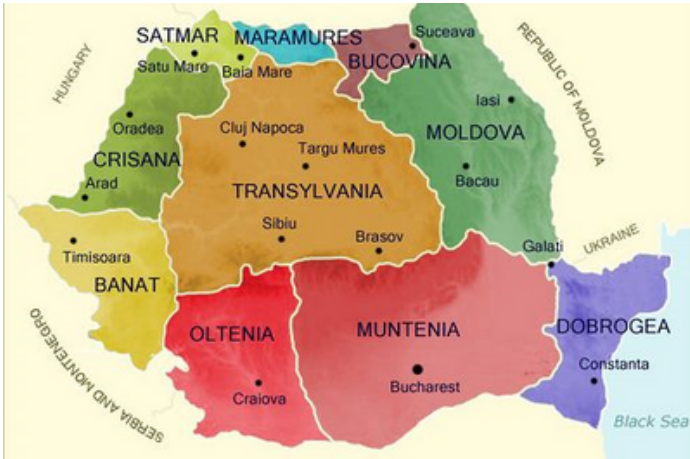 SATMAR
MARAMURES
Suceava
BUCOVINA
Satu Mare
Baia Mare
HUNGARY
REPUBLIC OF MOLDOVA
Iasi
Oradea
Cluj Napoca
MOLDOVA
CRISANA
Targu Mures
Arad
TRANSYLVANIA
Bacau
Sibiu
Brasov
Timisoara
Galati
UKRAINE
BANAT
OLTENIA
MUNTENIA
DOBROGEA
SERBIA AND MONTENEGRO
Craiova
Bucharest
Constanta
Black Sea